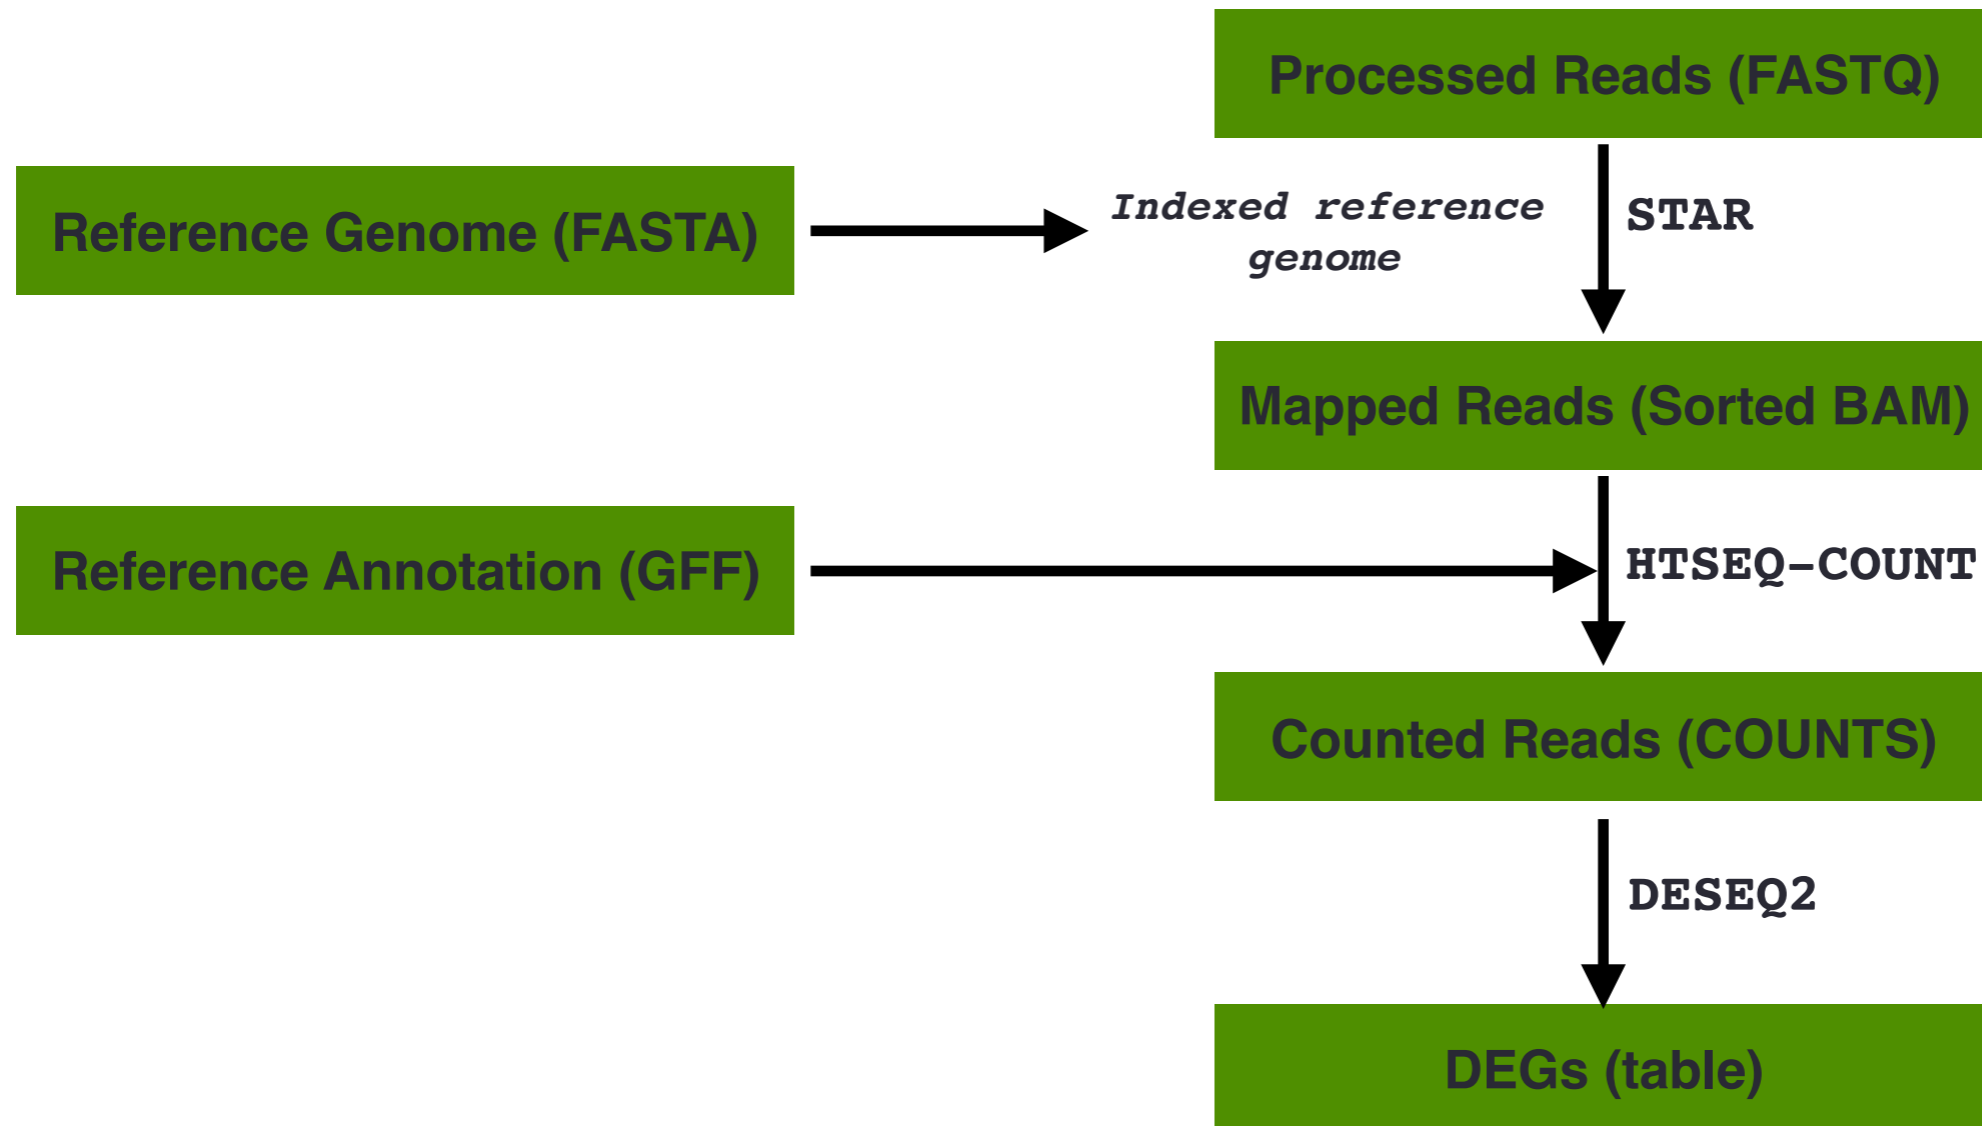 Processed Reads (FASTQ)
Reference Genome (FASTA)
Indexed reference
genome
STAR
Mapped Reads (Sorted BAM)
Reference Annotation (GFF)
HTSEQ-COUNT
Counted Reads (COUNTS)
DESEQ2
DEGs (table)